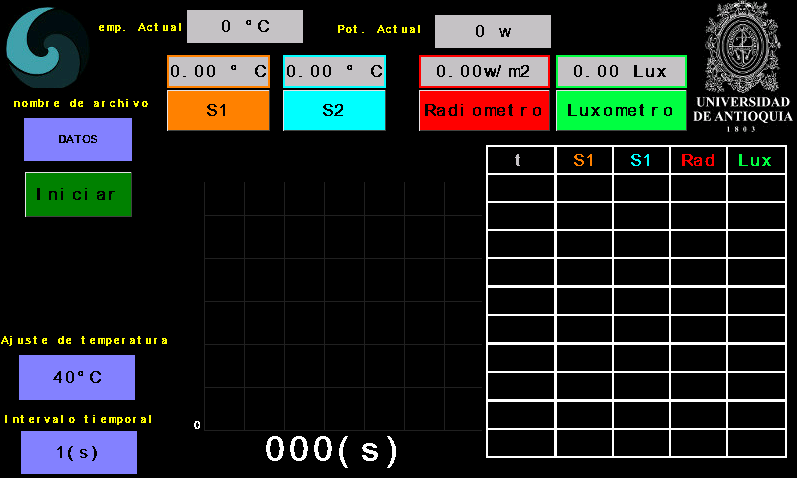 emp. Actual 0 °C Pot. Actual 0 w
0.00 ° C 0.00 ° C 0.00w/m2 0.00 Lux
S1 S2 Radiometro Luxometro
UNIVERSIDAD
DE ANTIOQUIA
1803
nombre de archivo
DATOS
Iniciar
t S1 S1 Rad Lux
Ajuste de temperatura
40°C
Intervalo tiemporal
1(s)
0
000(s)